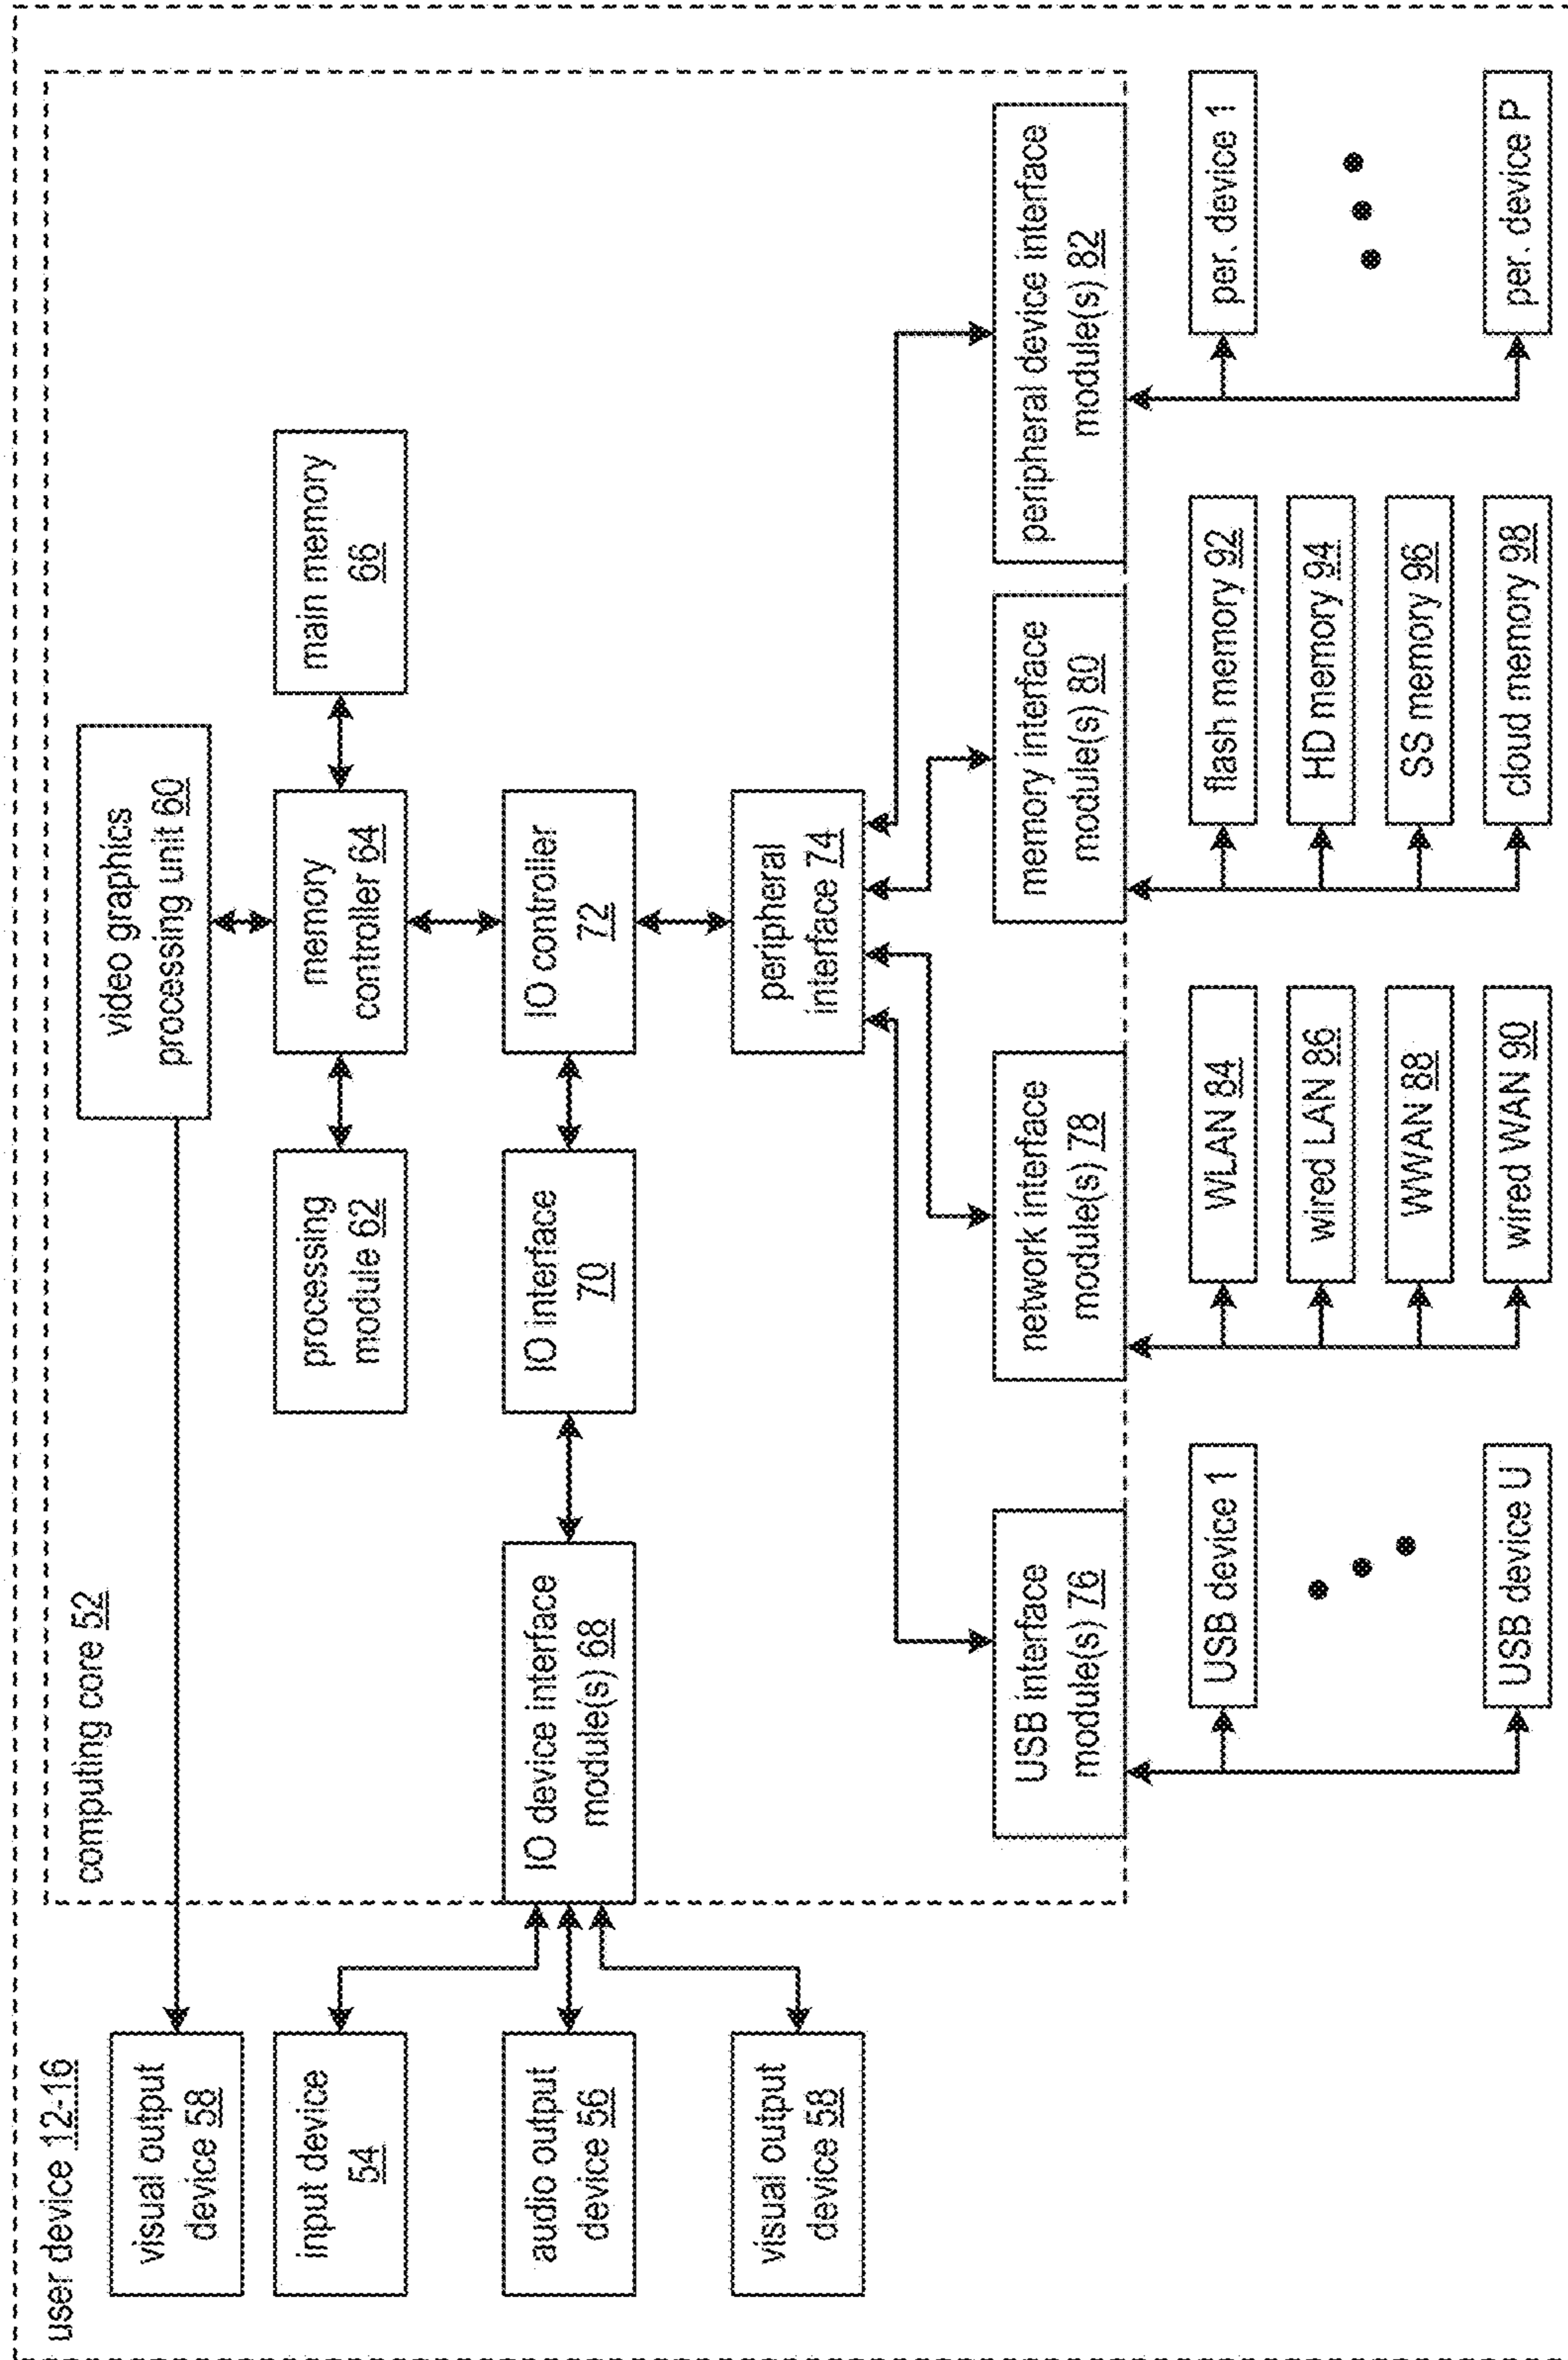 user device 12-16
computing core 52
visual output
device 58
video graphics
processing unit 60
input device
54
processing
module 62
memory
controller 64
main memory
66
audio output
device 56
IO device interface
module(s) 68
IO interface
70
IO controller
72
visual output
device 58
peripheral
interface 74
USB interface
module(s) 76
network interface
module(s) 78
memory interface
module(s) 80
peripheral device interface
module(s) 82
USB device 1
WLAN 84
flash memory 92
per. device 1
wired LAN 86
HD memory 94
WWAN 88
SS memory 96
USB device U
wired WAN 90
cloud memory 98
per. device P